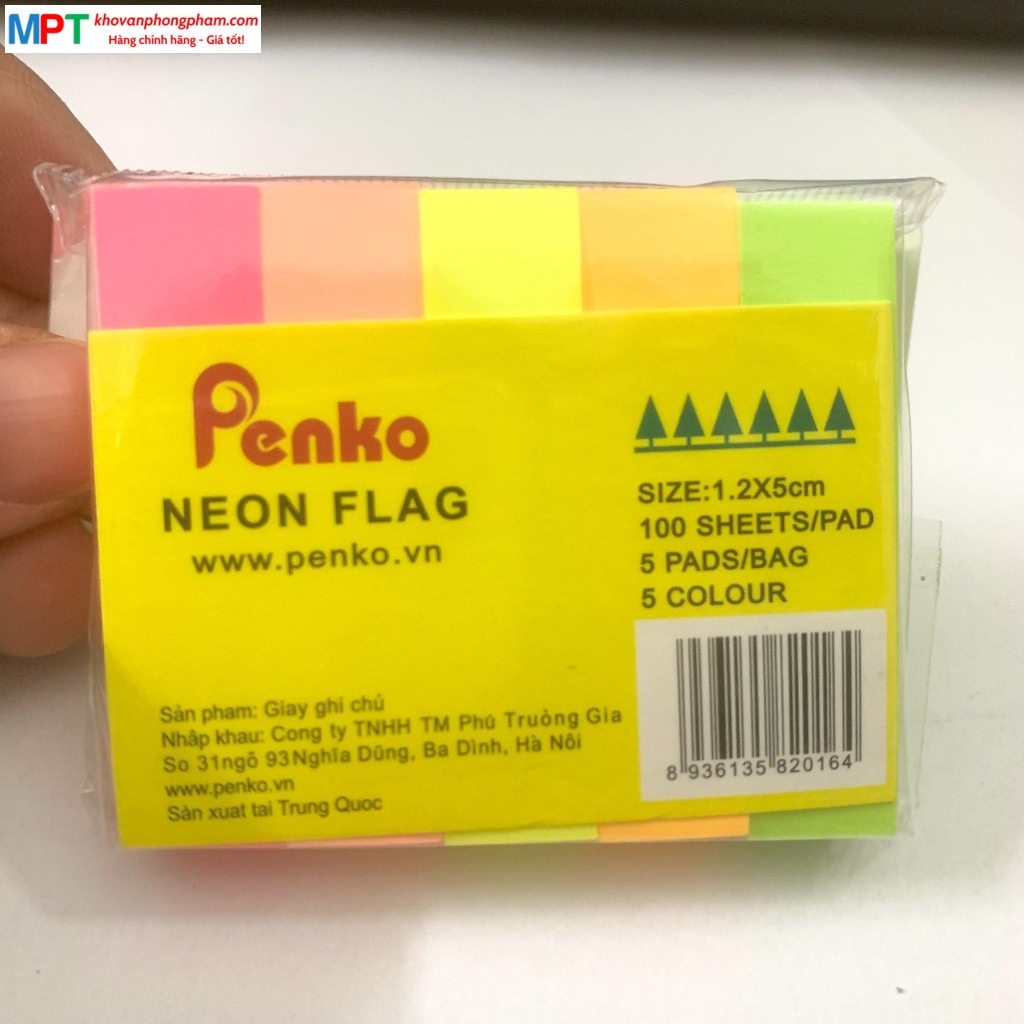 MPT khovanphongpham.com
Hàng chính hãng - Giá tốt!
Penko
NEON FLAG
www.penko.vn
SIZE:1.2X5cm
100 SHEETS/PAD
5 PADS/BAG
5 COLOUR
Sản pham: Giay ghi chú
Nhập khau: Cong ty TNHH TM Phú Truòng Gia
So 31ngõ 93Nghĩa Dũng, Ba Dình, Hà Nôi
www.penko.vn
Sản xuat tai Trung Quoc
8 936135 820164